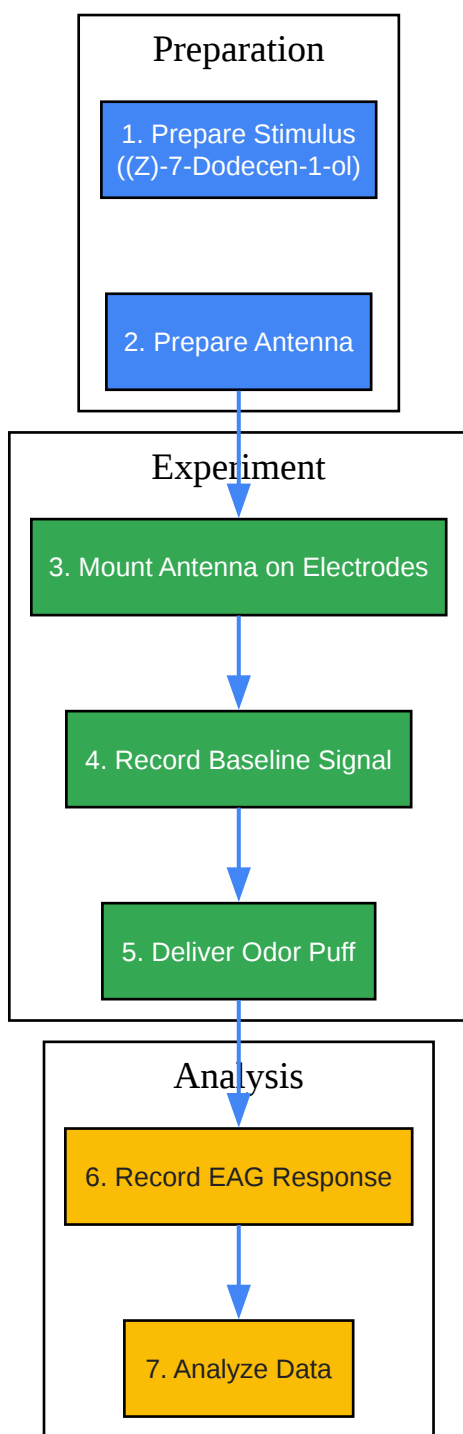 Preparation
1. Prepare Stimulus
((Z)-7-Dodecen-1-ol)
2. Prepare Antenna
Experiment
3. Mount Antenna on Electrodes
4. Record Baseline Signal
5. Deliver Odor Puff
Analysis
6. Record EAG Response
7. Analyze Data